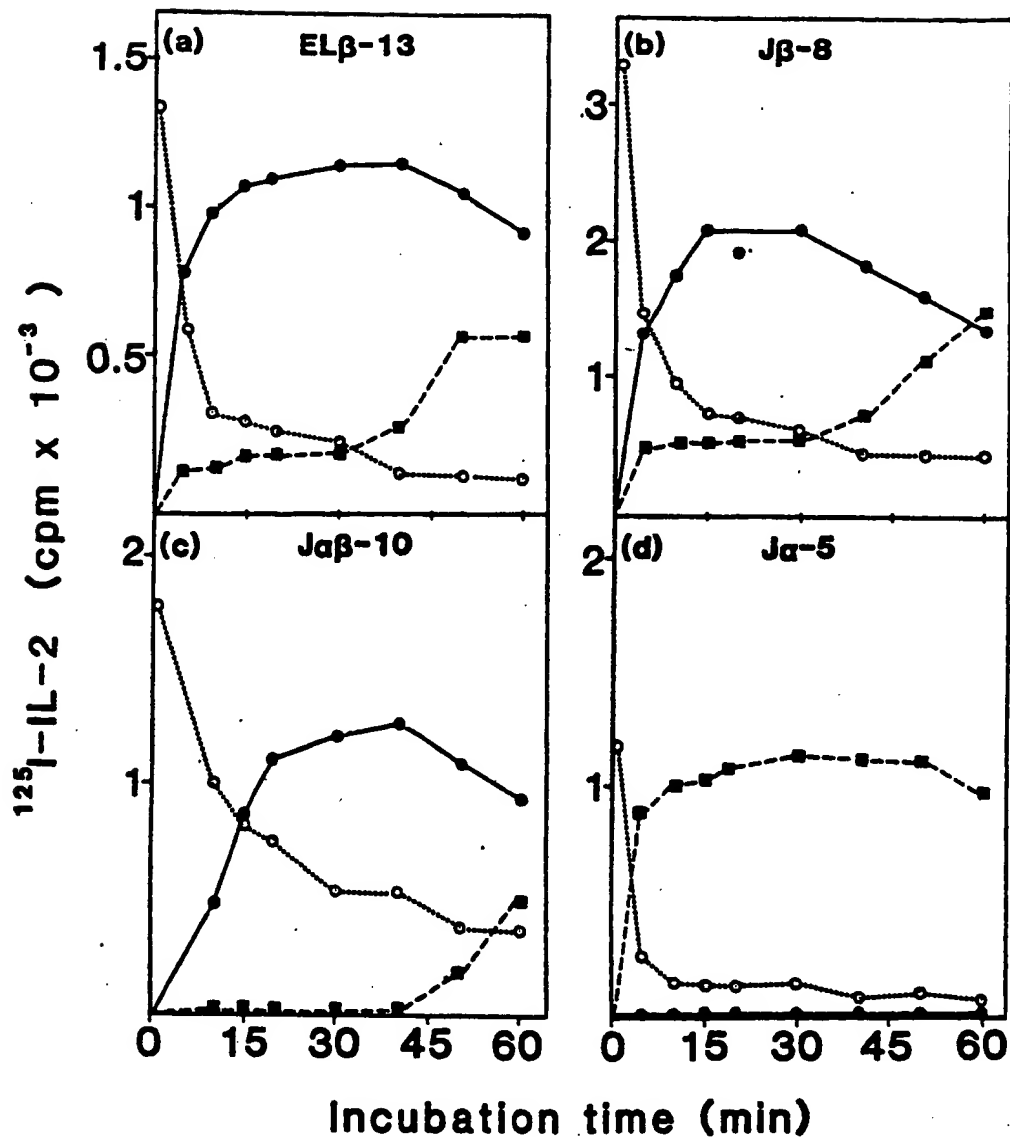 (a) ELβ-13
1.5
1
0.5
(b) Jβ-8
3
2
1
(c) Jαβ-10
2
1
(d) Jα-5
2
1
0 15 30 45 60
0 15 30 45 60
Incubation time (min)
¹²⁵I-IL-2 (cpm x 10⁻³)